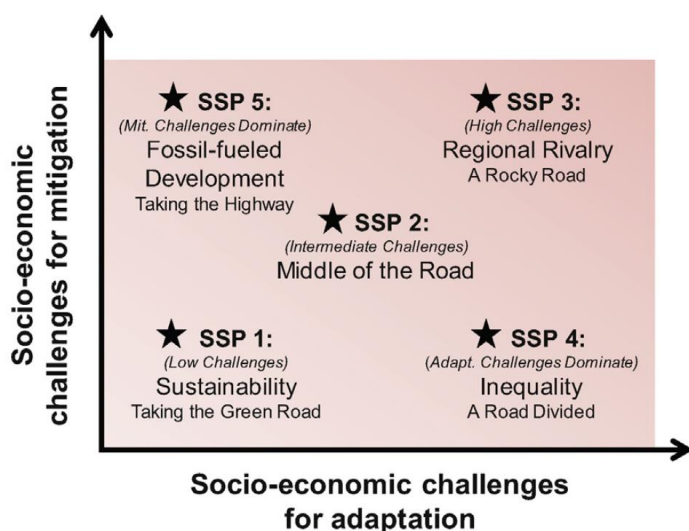 Socio-economic
challenges for mitigation
SSP 5:
(Mit. Challenges Dominate)
Fossil-fueled
Development
Taking the Highway
SSP 3:
(High Challenges)
Regional Rivalry
A Rocky Road
SSP 2:
(Intermediate Challenges)
Middle of the Road
SSP 1:
(Low Challenges)
Sustainability
Taking the Green Road
SSP 4:
(Adapt. Challenges Dominate)
Inequality
A Road Divided
Socio-economic challenges
for adaptation